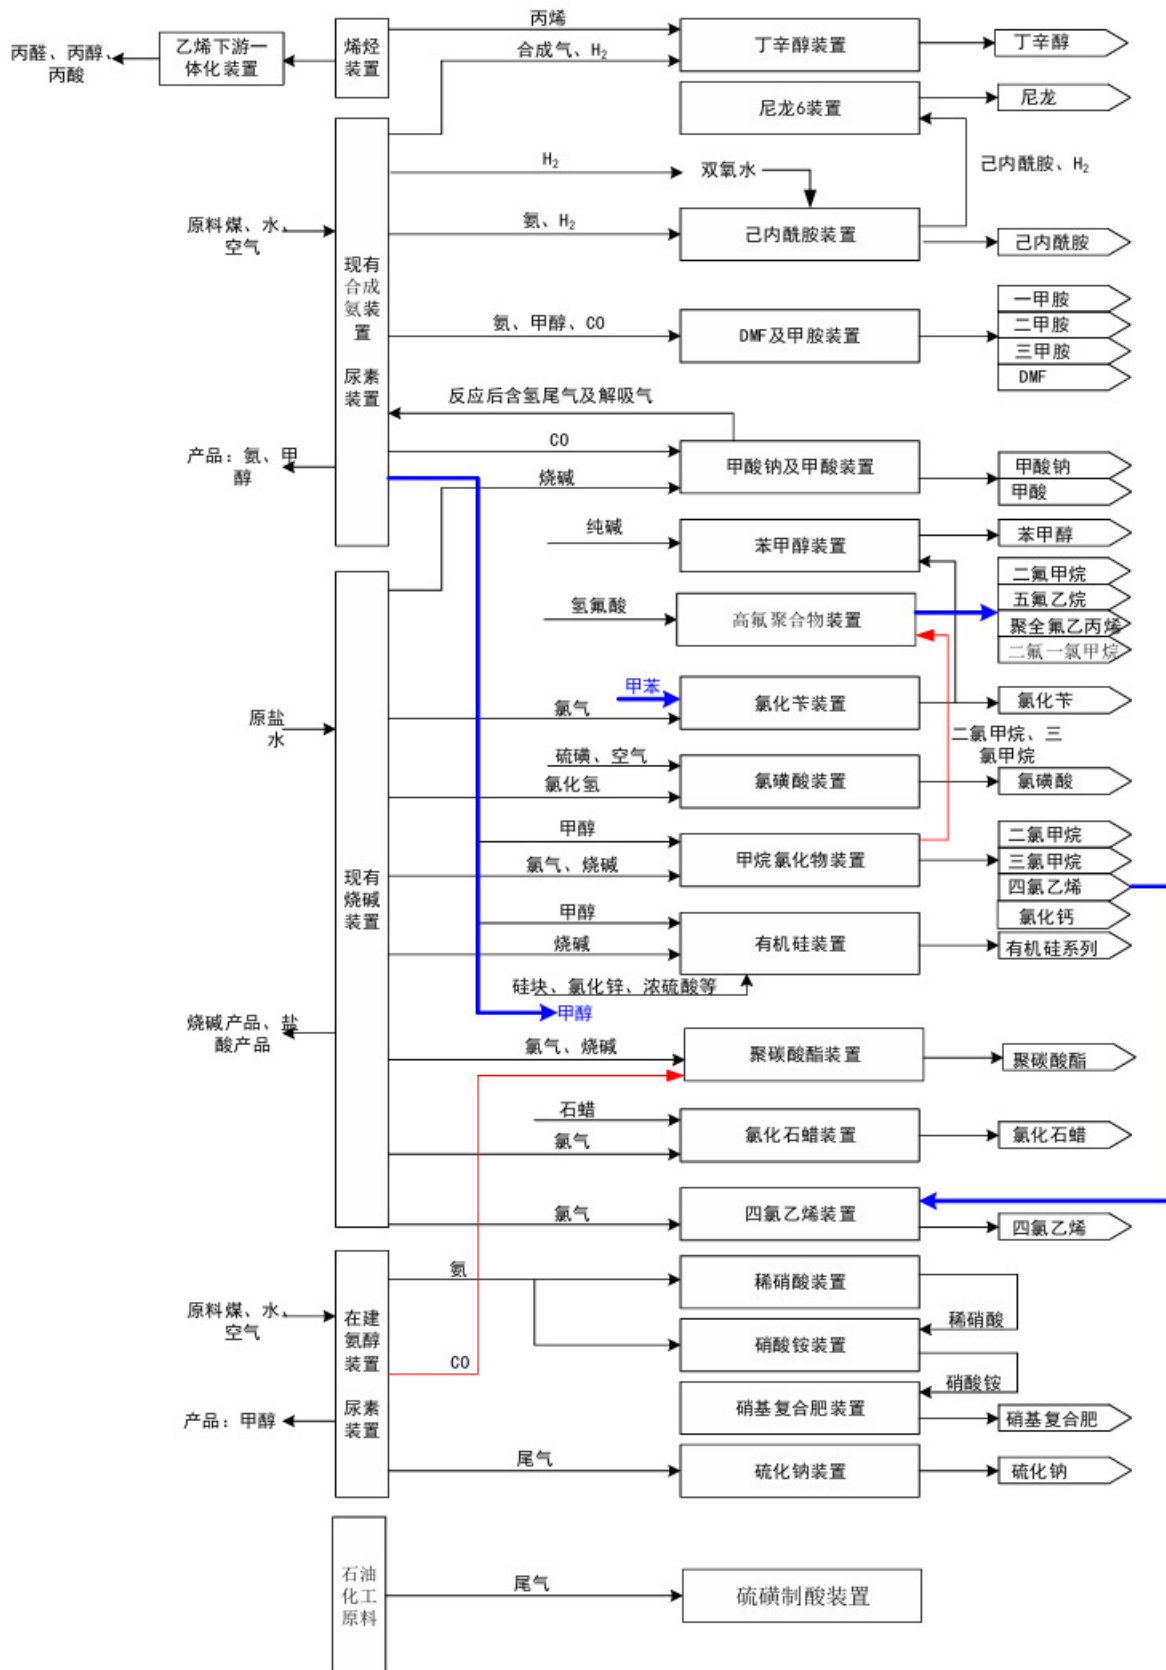 丙烯
丙醛、丙醇、
丙酸
乙烯下游一
体化装置
烯烃
装置
合成气、H₂
丁辛醇装置
丁辛醇
尼龙6装置
尼龙
H₂
双氧水
己内酰胺、H₂
原料煤、水、
空气
氨、H₂
己内酰胺装置
己内酰胺
现有
合成
氨装
置
尿素
装置
氨、甲醇、CO
DMF及甲胺装置
一甲胺
二甲胺
三甲胺
DMF
反应后含氢尾气及解吸气
产品：氨、甲
醇
CO
烧碱
甲酸钠及甲酸装置
甲酸钠
甲酸
纯碱
苯甲醇装置
苯甲醇
氢氟酸
高氟聚合物装置
二氟甲烷
五氟乙烷
聚全氟乙丙烯
二氟一氯甲烷
原盐
水
甲苯
氯气
氯化苄装置
氯化苄
二氯甲烷、三
氯甲烷
硫磺、空气
氯化氢
氯磺酸装置
氯磺酸
现有
烧碱
装置
甲醇
氯气、烧碱
甲烷氯化物装置
二氯甲烷
三氯甲烷
四氯乙烯
氯化钙
甲醇
烧碱
有机硅装置
有机硅系列
硅块、氯化锌、浓硫酸等
甲醇
烧碱产品、盐
酸产品
氯气、烧碱
聚碳酸酯装置
聚碳酸酯
石蜡
氯气
氯化石蜡装置
氯化石蜡
氯气
四氯乙烯装置
四氯乙烯
原料煤、水、
空气
在建
氨醇
装置
尿素
装置
氨
稀硝酸装置
稀硝酸
硝酸铵装置
CO
硝酸铵
产品：甲醇
硝基复合肥装置
硝基复合肥
尾气
硫化钠装置
硫化钠
石油
化工
原料
尾气
硫磺制酸装置